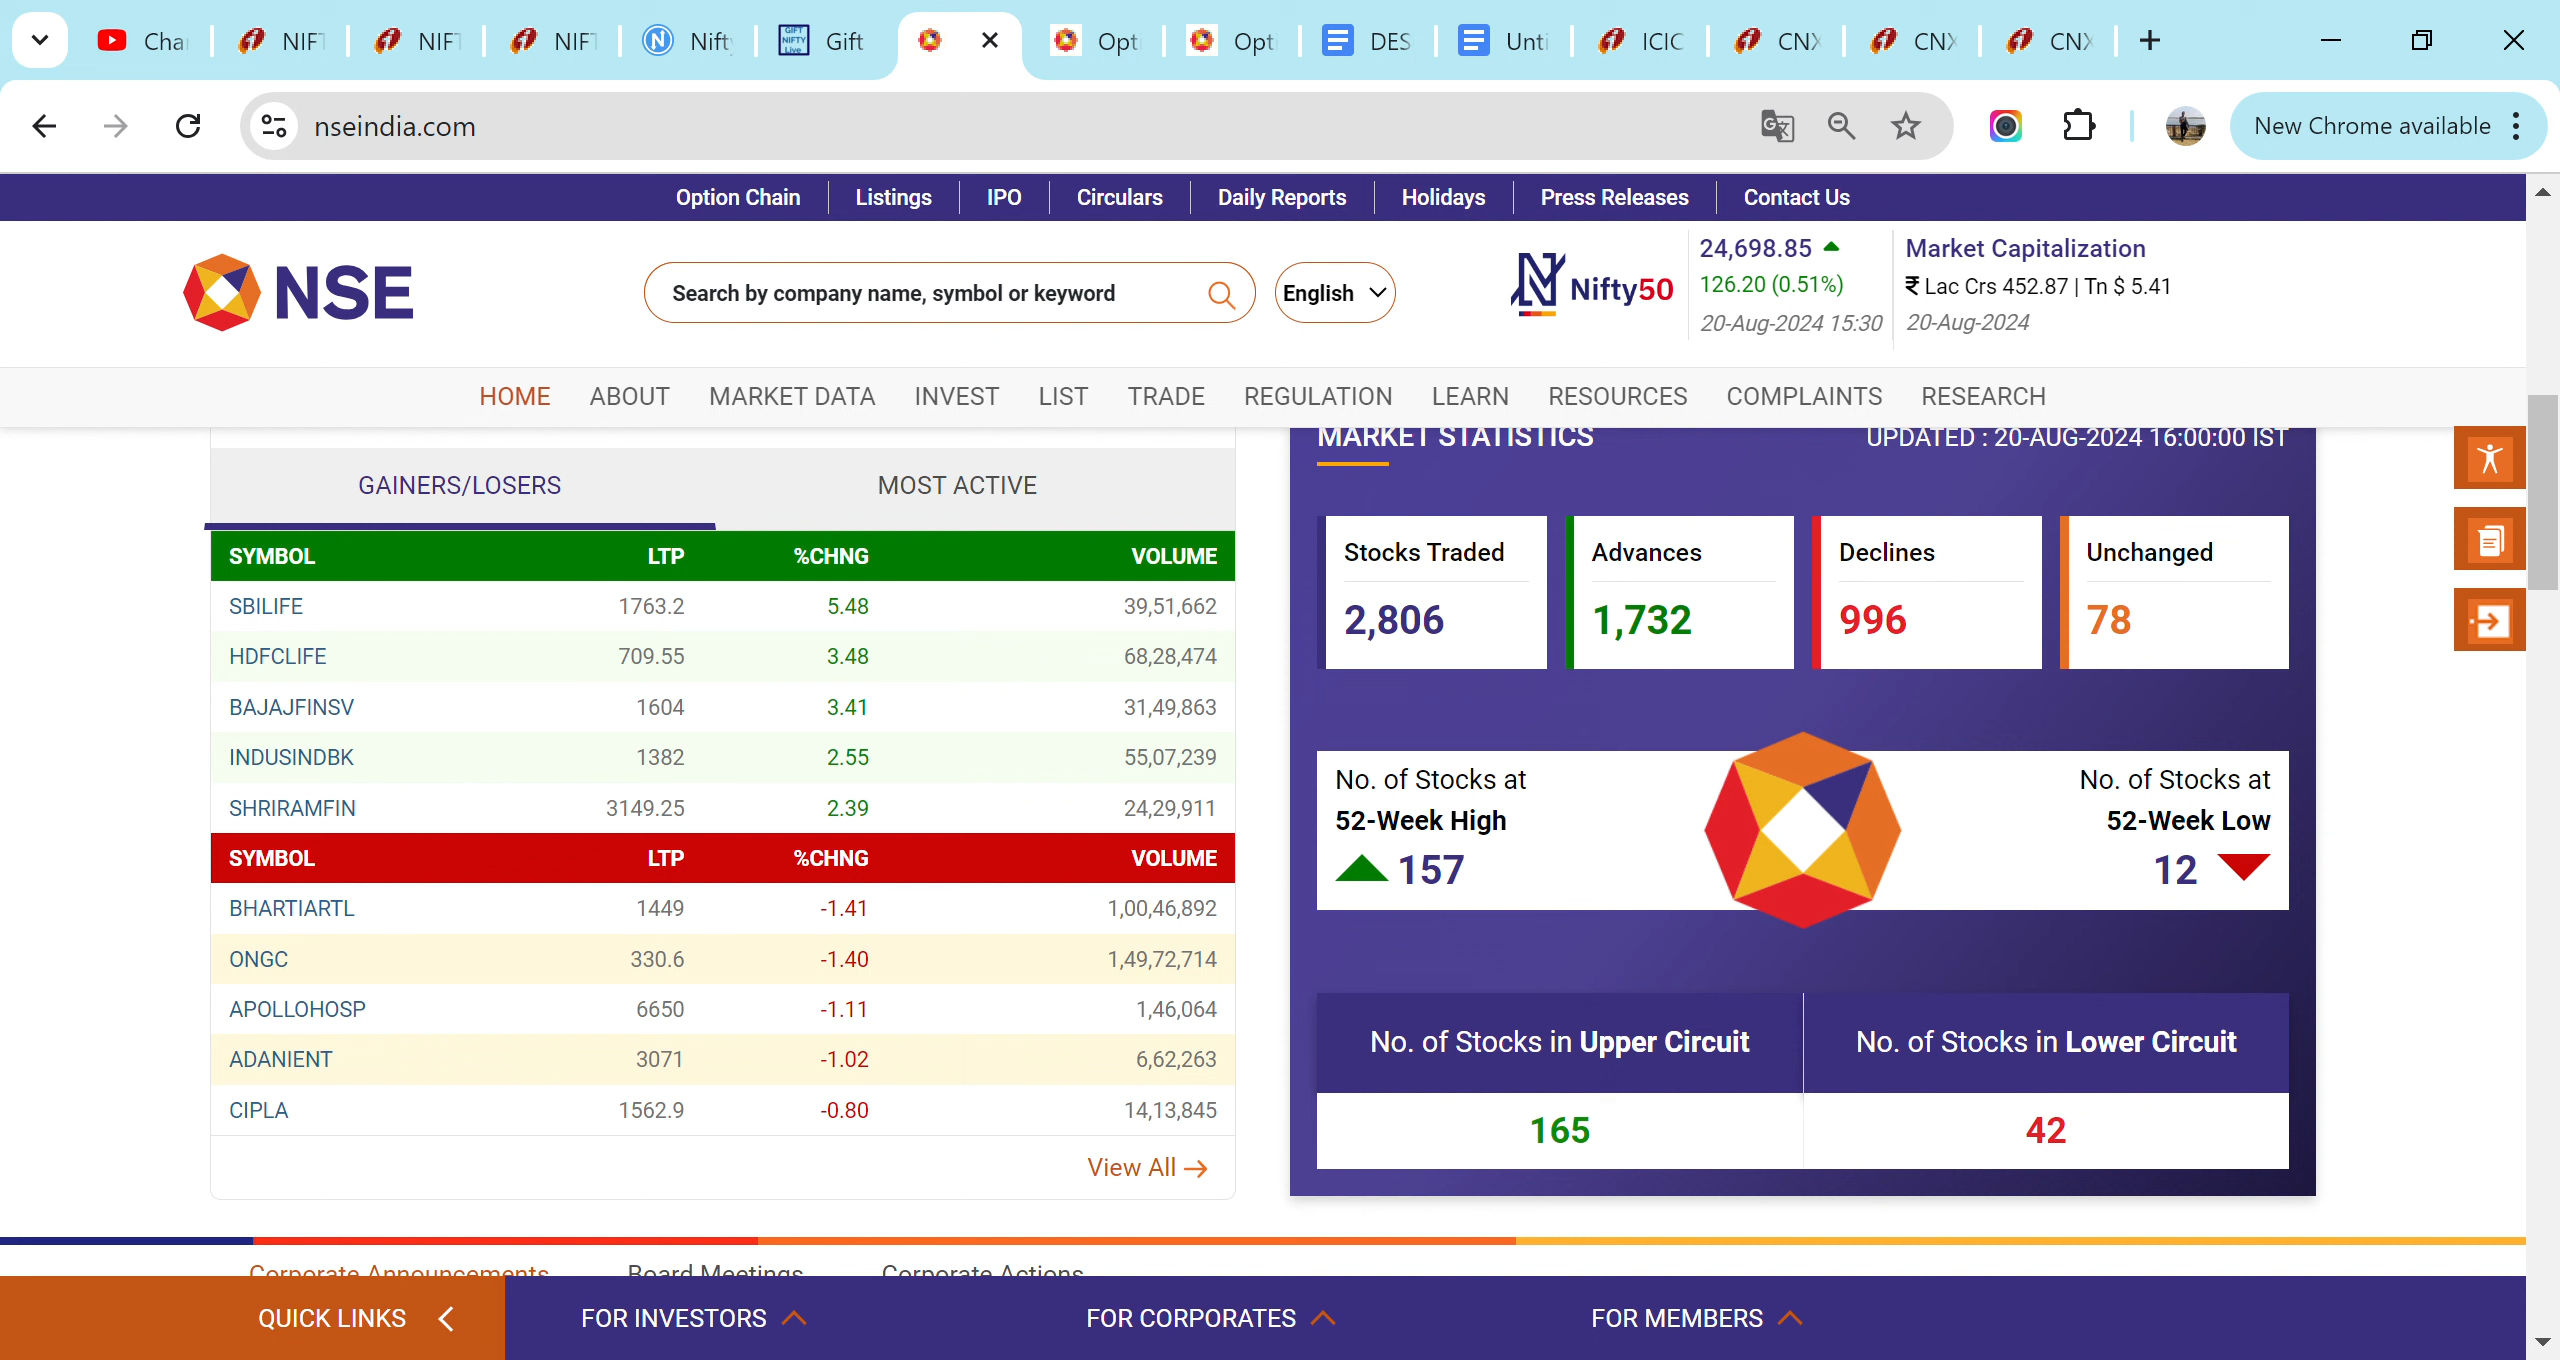 Cha
NIFT
NIFT
NIFT
Nifty
GIFT NIFTY Live
Gift
Opt
Opt
DES
Unti
ICIC
CNX
CNX
CNX
nseindia.com
New Chrome available
Option Chain
Listings
IPO
Circulars
Daily Reports
Holidays
Press Releases
Contact Us
NSE
Search by company name, symbol or keyword
English
Nifty50
24,698.85
126.20 (0.51%)
20-Aug-2024 15:30
Market Capitalization
₹ Lac Crs 452.87 | Tn $ 5.41
20-Aug-2024
HOME ABOUT MARKET DATA INVEST LIST TRADE REGULATION LEARN RESOURCES COMPLAINTS RESEARCH
GAINERS/LOSERS MOST ACTIVE
SYMBOL LTP %CHNG VOLUME
SBILIFE 1763.2 5.48 39,51,662
HDFCLIFE 709.55 3.48 68,28,474
BAJAJFINSV 1604 3.41 31,49,863
INDUSINDBK 1382 2.55 55,07,239
SHRIRAMFIN 3149.25 2.39 24,29,911
SYMBOL LTP %CHNG VOLUME
BHARTIARTL 1449 -1.41 1,00,46,892
ONGC 330.6 -1.40 1,49,72,714
APOLLOHOSP 6650 -1.11 1,46,064
ADANIENT 3071 -1.02 6,62,263
CIPLA 1562.9 -0.80 14,13,845
View All
MARKET STATISTICS UPDATED : 20-AUG-2024 16:00:00 IST
Stocks Traded
2,806
Advances
1,732
Declines
996
Unchanged
78
No. of Stocks at
52-Week High
157
No. of Stocks at
52-Week Low
12
No. of Stocks in Upper Circuit
165
No. of Stocks in Lower Circuit
42
Corporate Announcements Board Meetings Corporate Actions
QUICK LINKS FOR INVESTORS FOR CORPORATES FOR MEMBERS